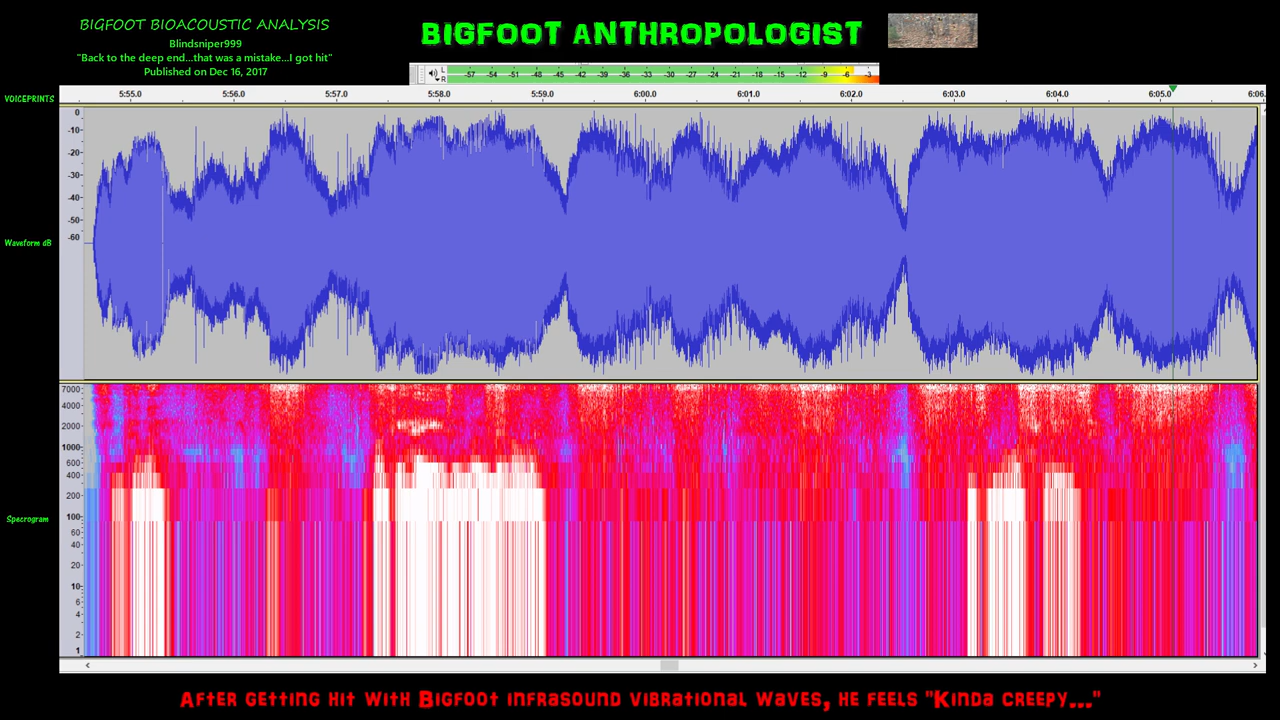 BIGFOOT BIOACOUSTIC ANALYSIS
BIGFOOT ANTHROPOLOGIST
Blindsniper999
"Back to the deep end...that was a mistake...I got hit"
Published on Dec 16, 2017
L
R
-57 -54 -51 -48 -45 -42 -39 -36 -33 -30 -27 -24 -21 -18 -15 -12 -9 -6 -3
VOICEPRINTS
5:55.0 5:56.0 5:57.0 5:58.0 5:59.0 6:00.0 6:01.0 6:02.0 6:03.0 6:04.0 6:05.0 6:06.
0
-10
-20
-30
-40
-50
-60
Waveform dB
7000
4000
2000
1000
600
400
200
100
60
40
20
10
6
4
2
1
Specrogram
After getting hit with Bigfoot infrasound vibrational waves, he feels "Kinda creepy..."